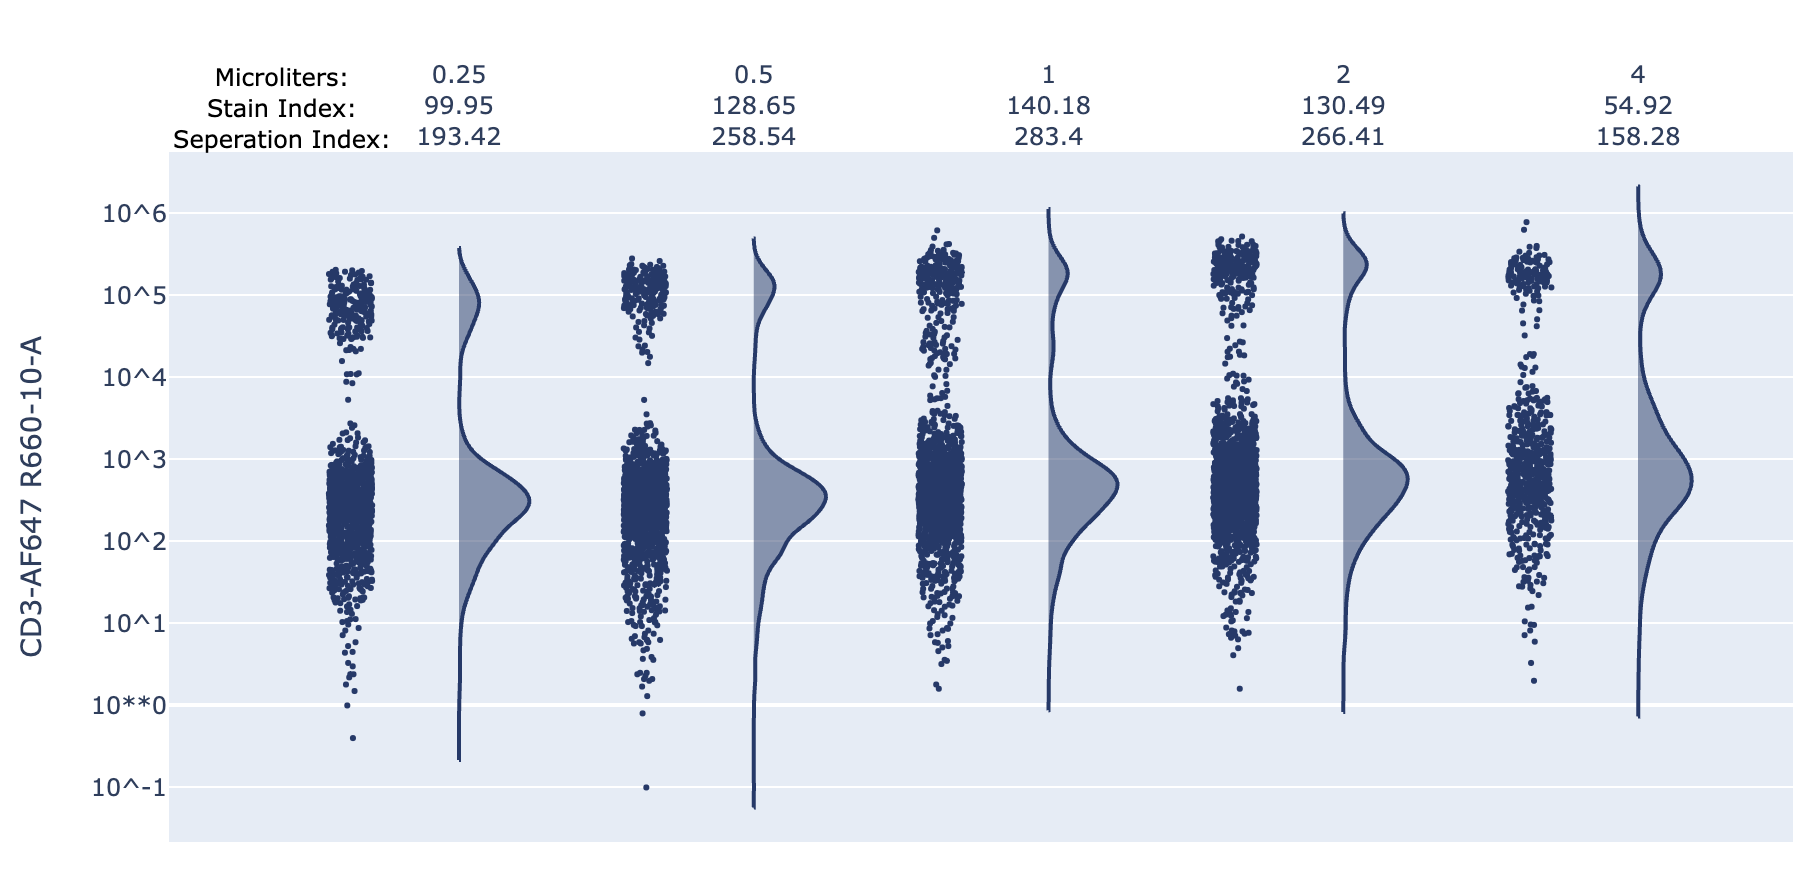 Microliters: 0.25 0.5 1 2 4
Stain Index: 99.95 128.65 140.18 130.49 54.92
Seperation Index: 193.42 258.54 283.4 266.41 158.28
CD3-AF647 R660-10-A
10^6
10^5
10^4
10^3
10^2
10^1
10**0
10^-1